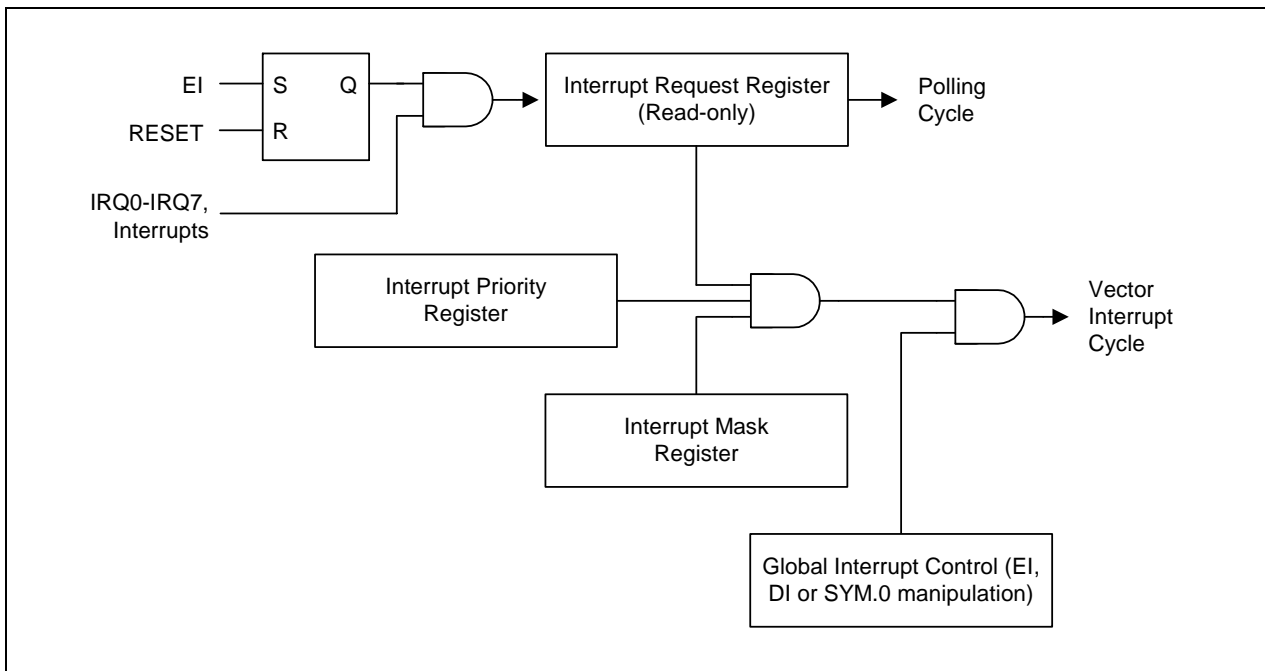 EI
S
Q
RESET
R
IRQ0-IRQ7,
Interrupts
Interrupt Request Register
(Read-only)
Polling
Cycle
Interrupt Priority
Register
Vector
Interrupt
Cycle
Interrupt Mask
Register
Global Interrupt Control (EI,
DI or SYM.0 manipulation)